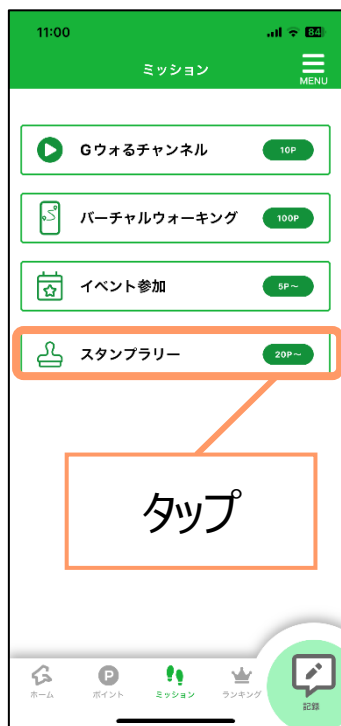 11:00
84
ミッション
MENU
Gウォるチャンネル
10P
バーチャルウォーキング
100P
イベント参加
5P～
スタンプラリー
20P～
タップ
P
ホーム
ポイント
ミッション
ランキング
記録